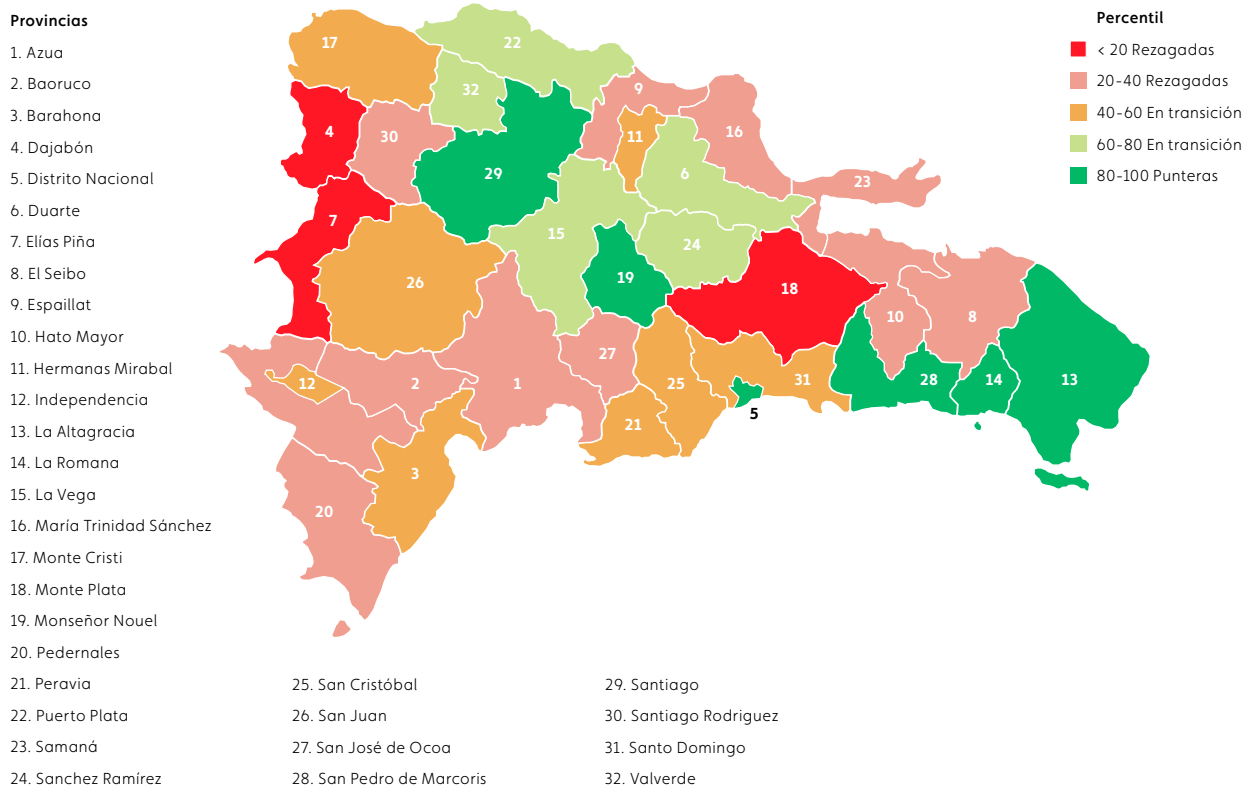 Provincias
1. Azua
2. Baoruco
3. Barahona
4. Dajabón
5. Distrito Nacional
6. Duarte
7. Elías Piña
8. El Seibo
9. Espaillat
10. Hato Mayor
11. Hermanas Mirabal
12. Independencia
13. La Altagracia
14. La Romana
15. La Vega
16. María Trinidad Sánchez
17. Monte Cristi
18. Monte Plata
19. Monseñor Nouel
20. Pedernales
21. Peravia
22. Puerto Plata
23. Samaná
24. Sanchez Ramírez
25. San Cristóbal
26. San Juan
27. San José de Ocoa
28. San Pedro de Marcoris
29. Santiago
30. Santiago Rodriguez
31. Santo Domingo
32. Valverde
Percentil
< 20 Rezagadas
20-40 Rezagadas
40-60 En transición
60-80 En transición
80-100 Punteras
17
22
32
9
4
30
11
16
29
6
23
7
15
24
19
26
18
10
8
27
12
2
1
25
31
28
14
13
5
21
3
20